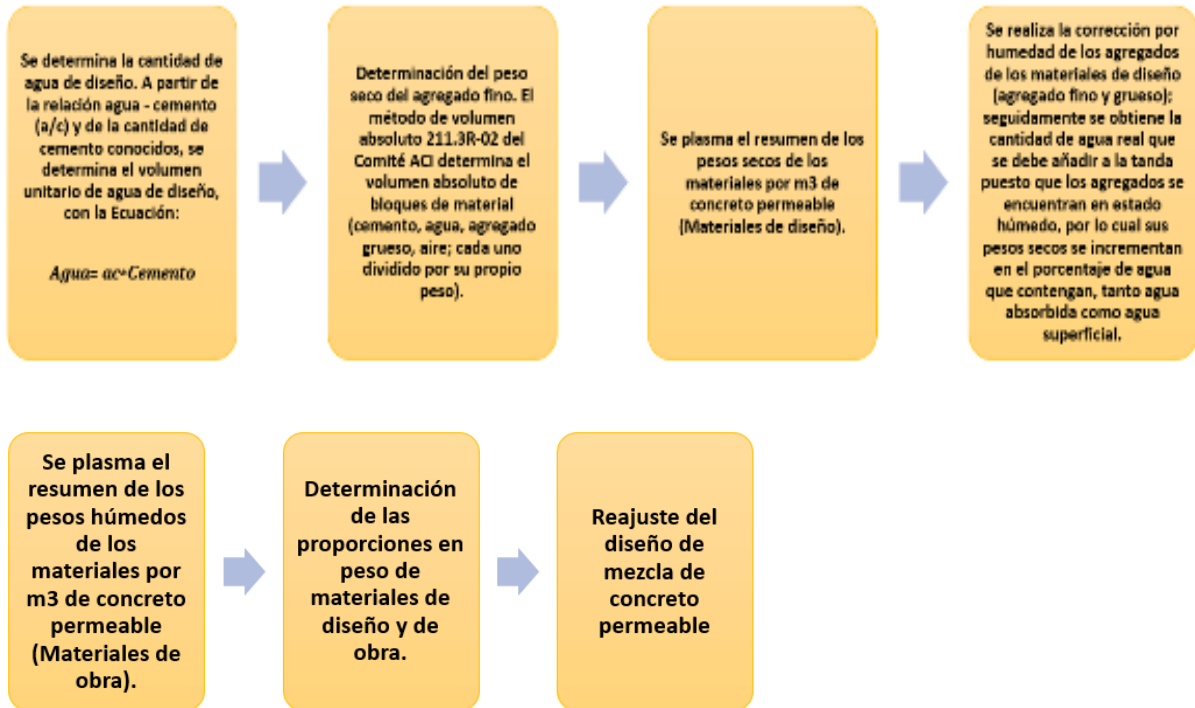 Se determina la cantidad de
agua de diseño. A partir de
la relación agua - cemento
(a/c) y de la cantidad de
cemento conocidos, se
determina el volumen
unitario de agua de diseño,
con la Ecuación:
Agua= ac*Cemento
Determinación del peso
seco del agregado fino. El
método de volumen
absoluto 211.3R-02 del
Comité ACI determina el
volumen absoluto de
bloques de material
(cemento, agua, agregado
grueso, aire; cada uno
dividido por su propio
peso).
Se plasma el resumen de los
pesos secos de los
materiales por m3 de
concreto permeable
(Materiales de diseño).
Se realiza la corrección por
humedad de los agregados
de los materiales de diseño
(agregado fino y grueso);
seguidamente se obtiene la
cantidad de agua real que
se debe añadir a la tanda
puesto que los agregados se
encuentran en estado
húmedo, por lo cual sus
pesos secos se incrementan
en el porcentaje de agua
que contengan, tanto agua
absorbida como agua
superficial.
Se plasma el
resumen de los
pesos húmedos
de los
materiales por
m3 de concreto
permeable
(Materiales de
obra).
Determinación
de las
proporciones en
peso de
materiales de
diseño y de
obra.
Reajuste del
diseño de
mezcla de
concreto
permeable